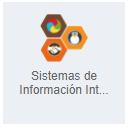 Sistemas de
Información Int...